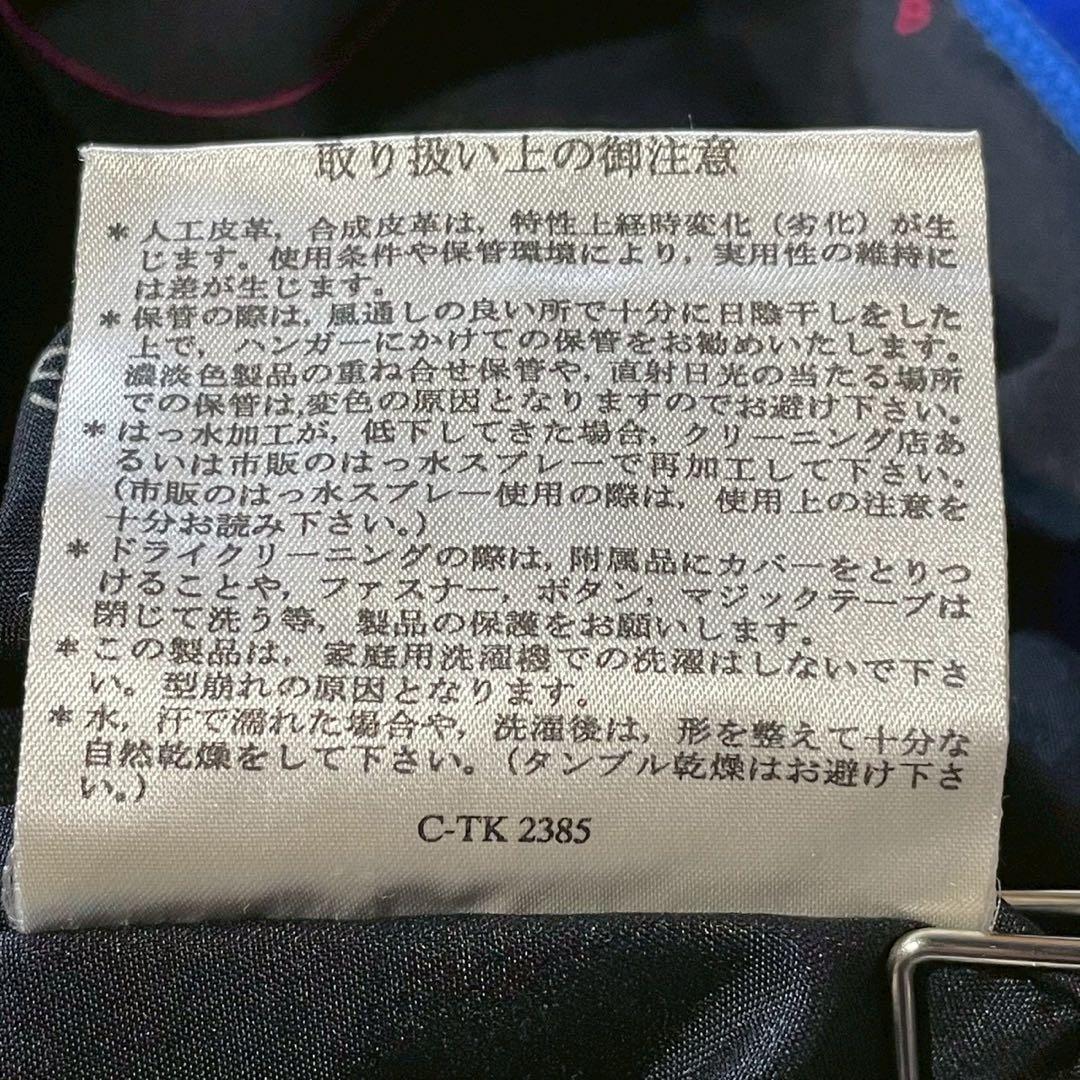 取り扱い上の御注意
* 人工皮革，合成皮革は，特性上経時変化（劣化）が生
じます。使用条件や保管環境により，実用性の維持に
は差が生じます。
* 保管の際は，風通しの良い所で十分に日陰干しをした
上で，ハンガーにかけての保管をお勧めいたします。
濃淡色製品の重ね合せ保管や，直射日光の当たる場所
での保管は，変色の原因となりますのでお避け下さい。
* はっ水加工が，低下してきた場合，クリーニング店あ
るいは市販のはっ水スプレーで再加工して下さい。
（市販のはっ水スプレー使用の際は，使用上の注意を
十分お読み下さい。）
* ドライクリーニングの際は，附属品にカバーをとりつ
けることや，ファスナー，ボタン，マジックテープは
閉じて洗う等，製品の保護をお願いします。
* この製品は，家庭用洗濯機での洗濯はしないで下さ
い。型崩れの原因となります。
* 水，汗で濡れた場合や，洗濯後は，形を整えて十分な
自然乾燥をして下さい。（タンブル乾燥はお避け下さ
い。）
C-TK 2385